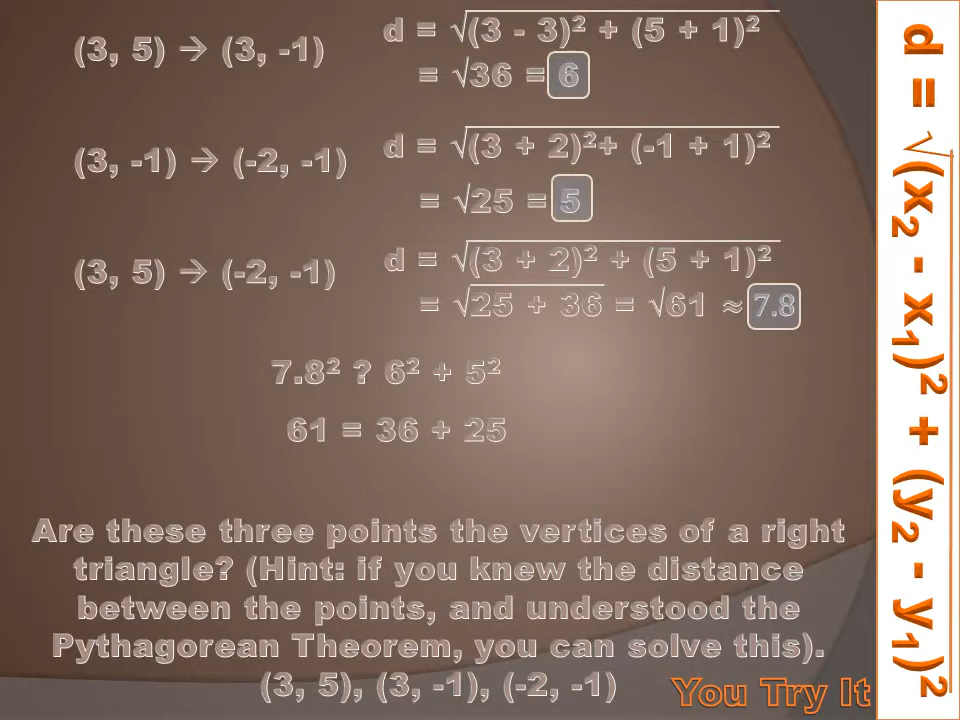 (3, 5) → (3, -1)
d = √(3 - 3)² + (5 + 1)²
= √36 = 6
(3, -1) → (-2, -1)
d = √(3 + 2)²+ (-1 + 1)²
= √25 = 5
(3, 5) → (-2, -1)
d = √(3 + 2)² + (5 + 1)²
= √25 + 36 = √61 ≈ 7.8
7.8² ? 6² + 5²
61 = 36 + 25
Are these three points the vertices of a right
triangle? (Hint: if you knew the distance
between the points, and understood the
Pythagorean Theorem, you can solve this).
(3, 5), (3, -1), (-2, -1)
You Try It
d = √(x₂ - x₁)² + (y₂ - y₁)²